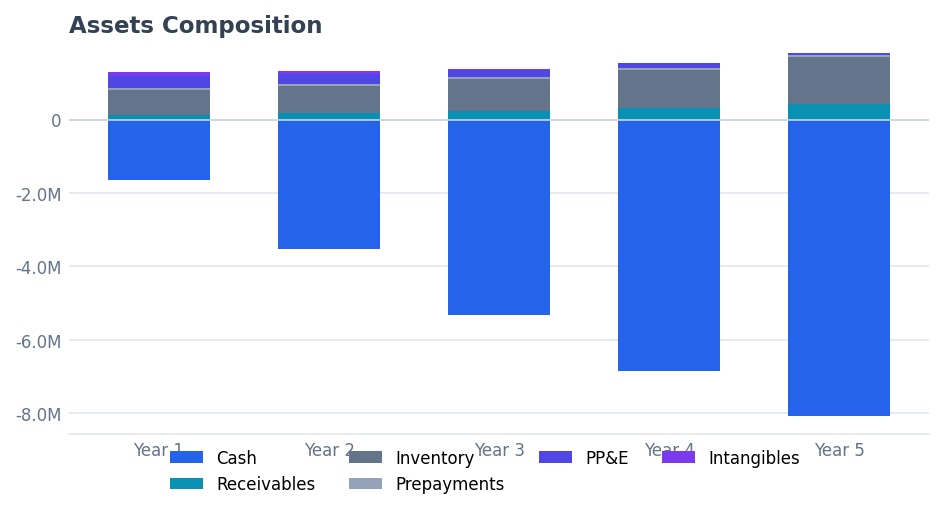 Assets Composition
0
-2.0M
-4.0M
-6.0M
-8.0M
Year 1 Year 2 Year 3 Year 4 Year 5
Cash Inventory PP&E Intangibles
Receivables Prepayments